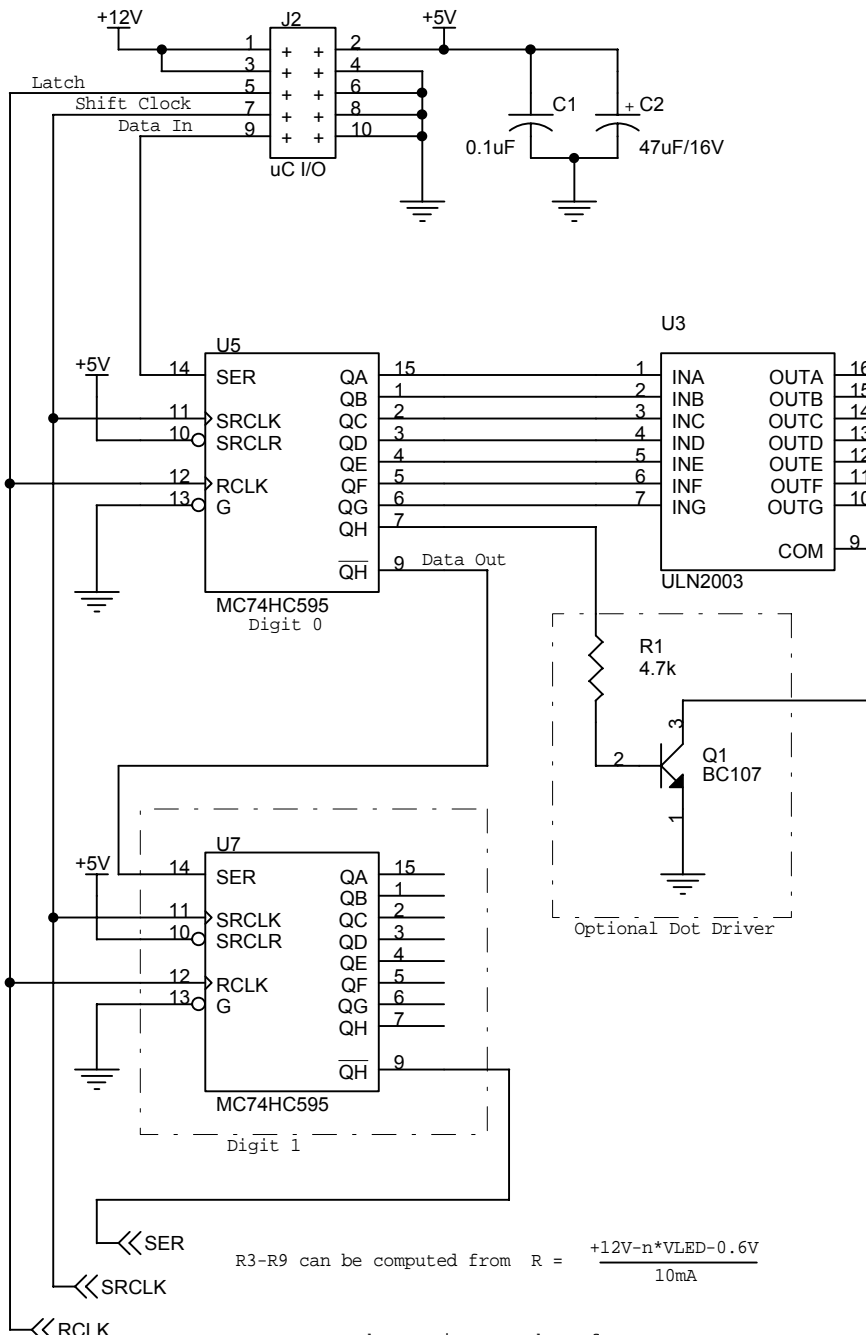 +12V
J2
+5V
1
2
3
4
Latch
5
6
Shift Clock
7
8
Data In
9
10
uC I/O
C1
0.1uF
+ C2
47uF/16V
U3
U5
+5V
14
SER
QA
15
1
INA
OUTA
16
QB
1
2
INB
OUTB
15
11
SRCLK
QC
2
3
INC
OUTC
14
10
SRCLR
QD
3
4
IND
OUTD
13
QE
4
5
INE
OUTE
12
12
RCLK
QF
5
6
INF
OUTF
11
13
G
QG
6
7
ING
OUTG
10
QH
7
COM
9
QH
9
Data Out
ULN2003
MC74HC595
Digit 0
R1
4.7k
3
2
Q1
BC107
1
Optional Dot Driver
U7
+5V
14
SER
QA
15
QB
1
11
SRCLK
QC
2
10
SRCLR
QD
3
QE
4
12
RCLK
QF
5
13
G
QG
6
QH
7
QH
9
MC74HC595
Digit 1
SER
R3-R9 can be computed from R =
+12V-n*VLED-0.6V
10mA
SRCLK
RCLK